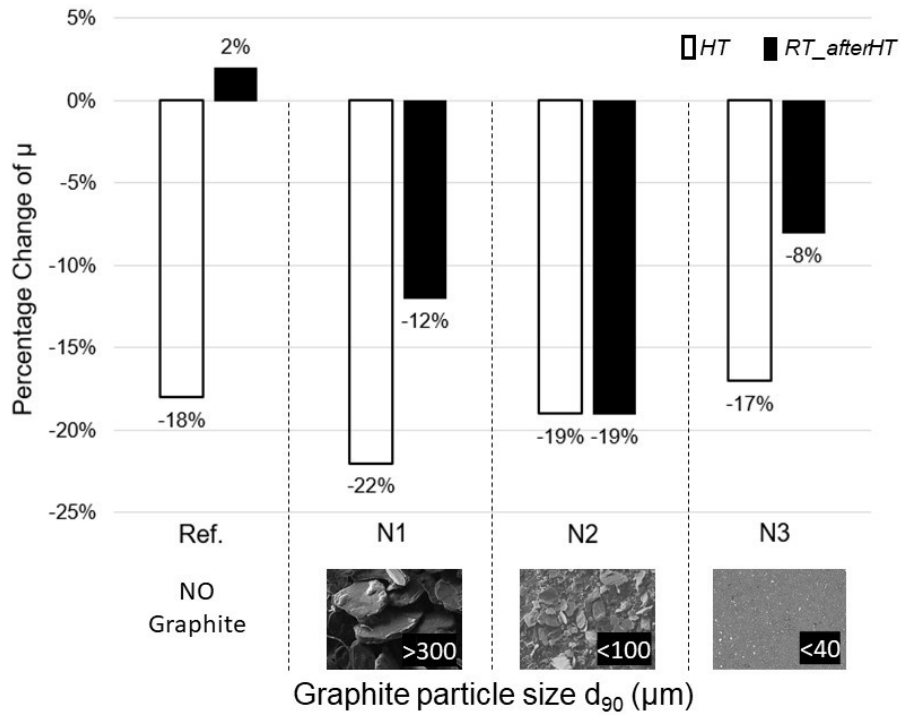 5%
0%
-5%
-10%
-15%
-20%
-25%
Percentage Change of μ
HT RT_afterHT
2%
-18%
-22%
-12%
-19% -19%
-17%
-8%
Ref. N1 N2 N3
NO
Graphite
>300 <100 <40
Graphite particle size d₉₀ (μm)